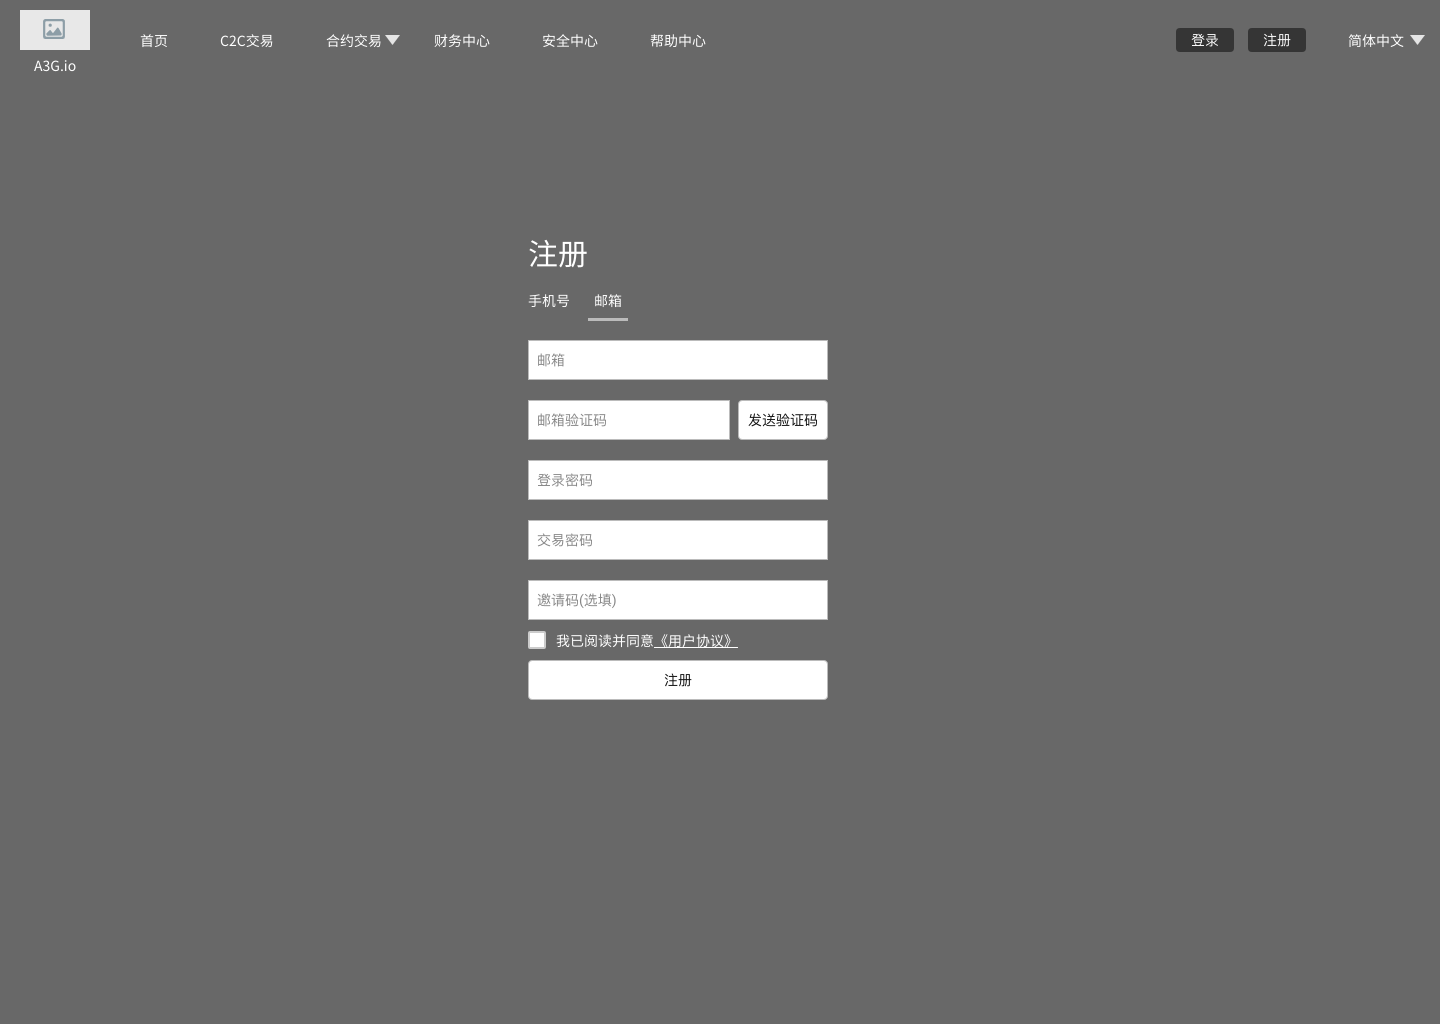 首页 C2C交易 合约交易 财务中心 安全中心 帮助中心 登录 注册 简体中文
A3G.io
注册
手机号 邮箱
邮箱
邮箱验证码 发送验证码
登录密码
交易密码
邀请码(选填)
我已阅读并同意《用户协议》
注册